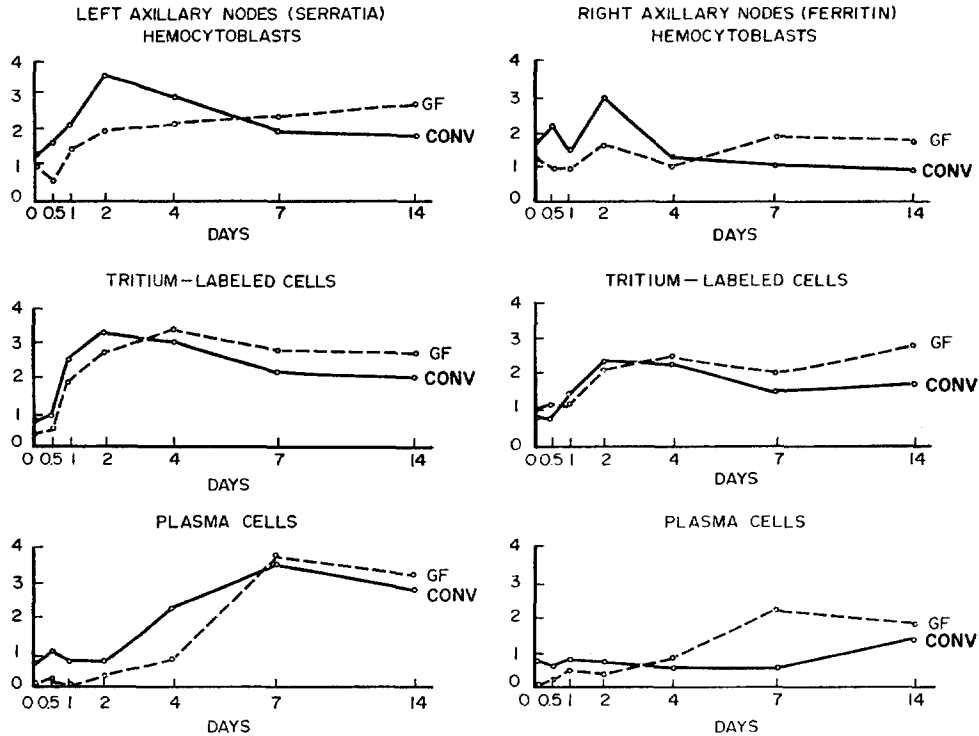 LEFT AXILLARY NODES (SERRATIA)
HEMOCYTOBLASTS
4
3
2
1
0
GF
CONV
0 0.5 1 2 4 7 14
DAYS
RIGHT AXILLARY NODES (FERRITIN)
HEMOCYTOBLASTS
4
3
2
1
0
GF
CONV
0 0.5 1 2 4 7 14
DAYS
TRITIUM-LABELED CELLS
4
3
2
1
0
GF
CONV
0 0.5 1 2 4 7 14
DAYS
TRITIUM-LABELED CELLS
4
3
2
1
0
GF
CONV
0 0.5 1 2 4 7 14
DAYS
PLASMA CELLS
4
3
2
1
0
GF
CONV
0 0.5 1 2 4 7 14
DAYS
PLASMA CELLS
4
3
2
1
0
GF
CONV
0 0.5 1 2 4 7 14
DAYS